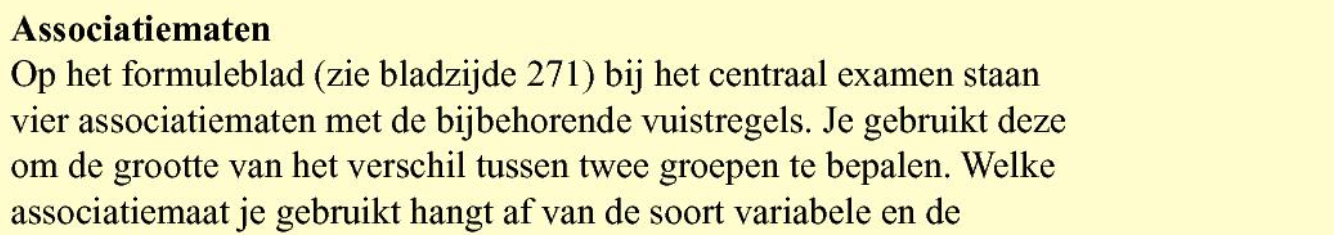 Associatiematen
Op het formuleblad (zie bladzijde 271) bij het centraal examen staan
vier associatiematen met de bijbehorende vuistregels. Je gebruikt deze
om de grootte van het verschil tussen twee groepen te bepalen. Welke
associatiemaat je gebruikt hangt af van de soort variabele en de